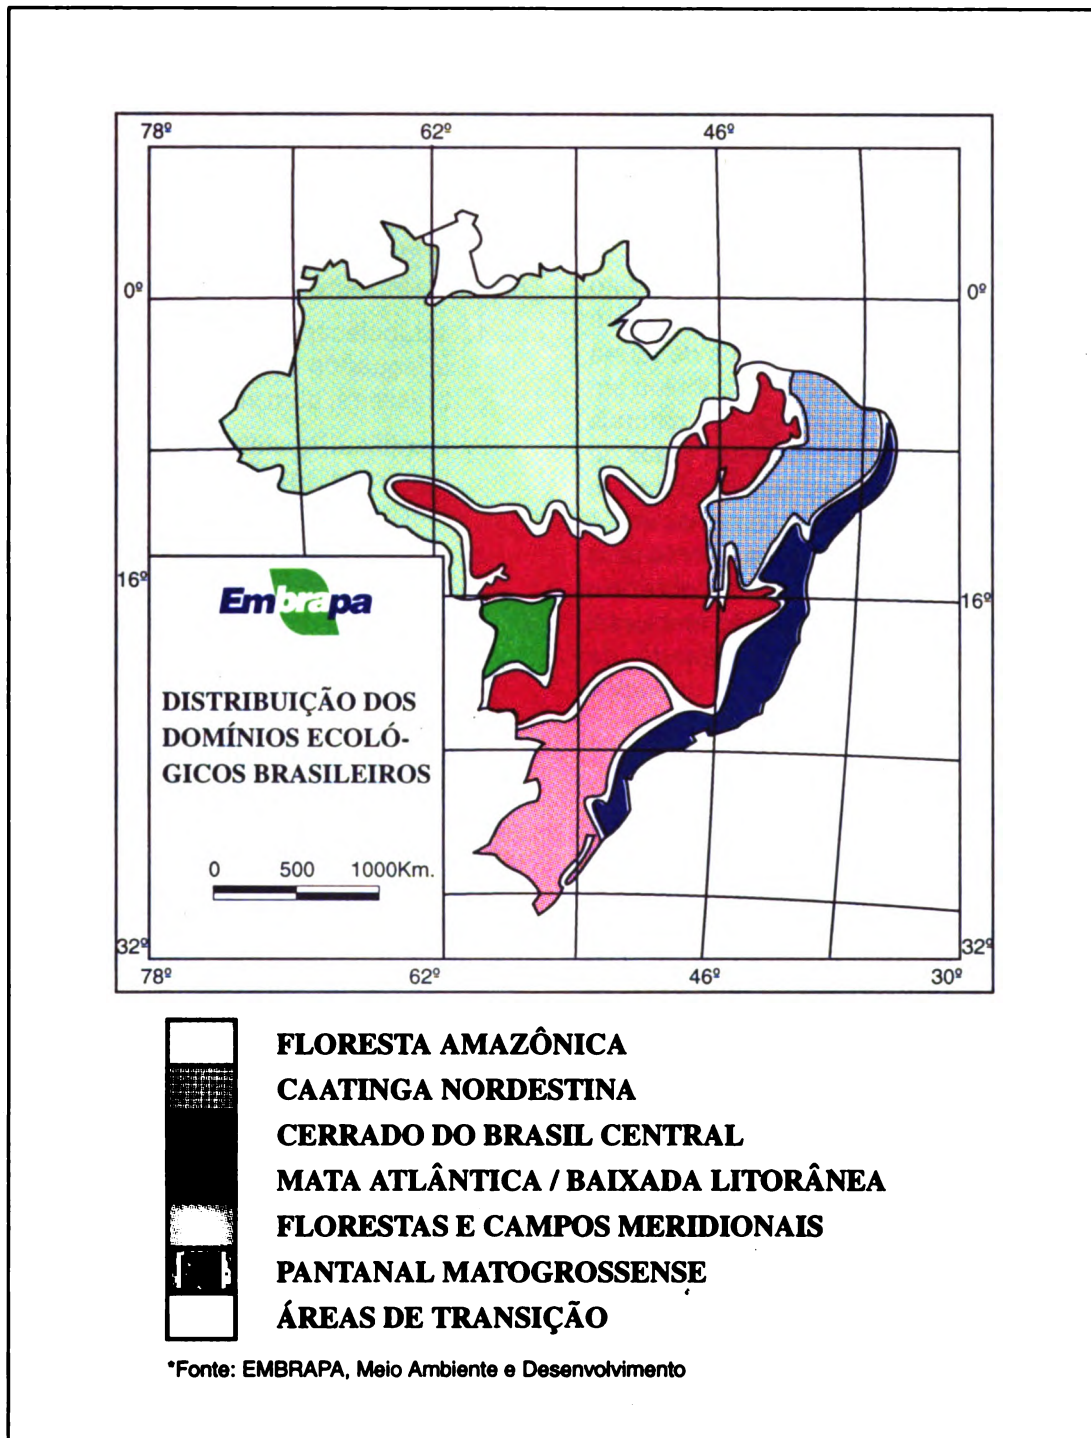 78º 62º 46º
0º 0º
16º 16º
Embrapa
DISTRIBUIÇÃO DOS
DOMÍNIOS ECOLÓ-
GICOS BRASILEIROS
0 500 1000Km.
32º 32º
78º 62º 46º 30º
FLORESTA AMAZÔNICA
CAATINGA NORDESTINA
CERRADO DO BRASIL CENTRAL
MATA ATLÂNTICA / BAIXADA LITORÂNEA
FLORESTAS E CAMPOS MERIDIONAIS
PANTANAL MATOGROSSENSE
ÁREAS DE TRANSIÇÃO
*Fonte: EMBRAPA, Meio Ambiente e Desenvolvimento